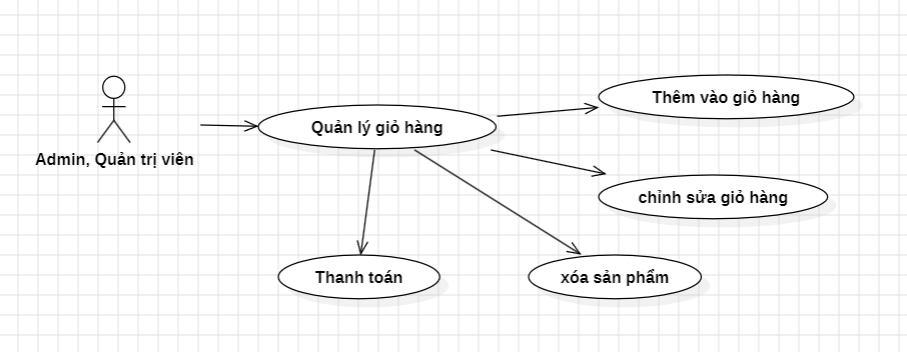 Thêm vào giỏ hàng
Quản lý giỏ hàng
Admin, Quản trị viên
chỉnh sửa giỏ hàng
Thanh toán
xóa sản phẩm